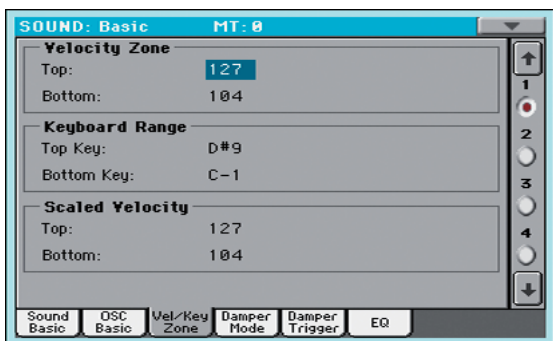 SOUND: Basic MT: 0
Velocity Zone
Top: 127
Bottom: 104
Keyboard Range
Top Key: D#9
Bottom Key: C-1
Scaled Velocity
Top: 127
Bottom: 104
1
2
3
4
Sound Basic
OSC Basic
Vel/Key Zone
Damper Mode
Damper Trigger
EQ